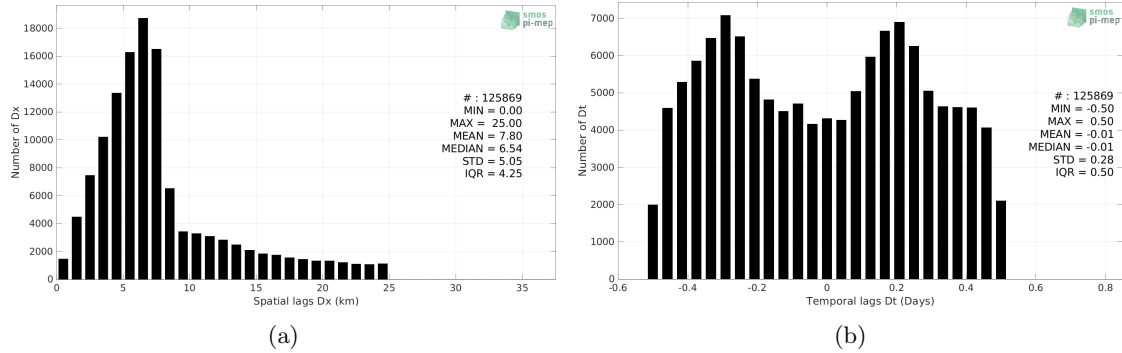 smos
pi-mep
18000
16000
14000
12000
10000
8000
6000
4000
2000
0
Number of Dx
# : 125869
MIN = 0.00
MAX = 25.00
MEAN = 7.80
MEDIAN = 6.54
STD = 5.05
IQR = 4.25
0 5 10 15 20 25 30 35
Spatial lags Dx (km)
(a)
smos
pi-mep
7000
6000
5000
4000
3000
2000
1000
0
Number of Dt
# : 125869
MIN = -0.50
MAX = 0.50
MEAN = -0.01
MEDIAN = -0.01
STD = 0.28
IQR = 0.50
-0.6 -0.4 -0.2 0 0.2 0.4 0.6 0.8
Temporal lags Dt (Days)
(b)